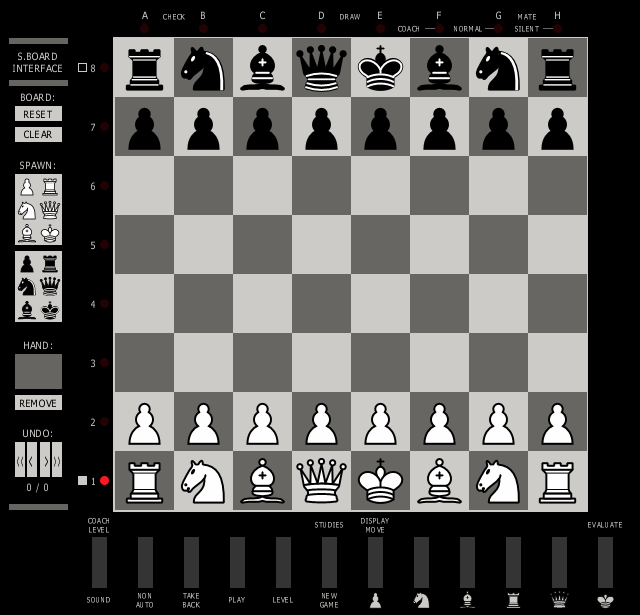 A B C D E F G H
CHECK DRAW MATE
COACH NORMAL SILENT
S.BOARD
INTERFACE
BOARD:
RESET
CLEAR
SPAWN:
HAND:
REMOVE
UNDO:
⟨⟨ ⟨ ⟩ ⟩⟩
0 / 0
8
7
6
5
4
3
2
1
COACH
LEVEL
STUDIES
DISPLAY
MOVE
EVALUATE
SOUND
NON
AUTO
TAKE
BACK
PLAY
LEVEL
NEW
GAME